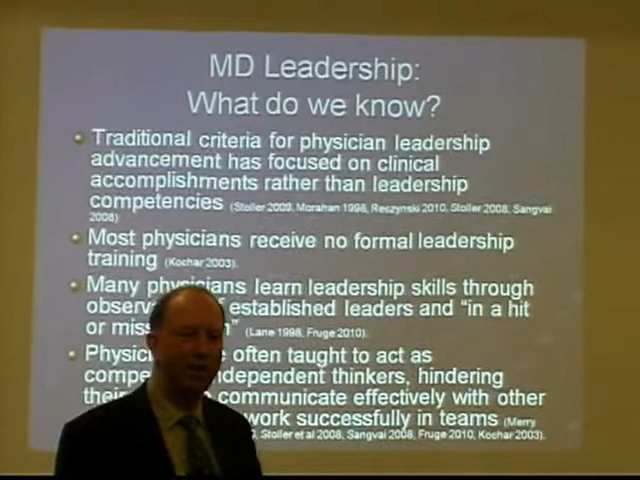 MD Leadership:
What do we know?
Traditional criteria for physician leadership
advancement has focused on clinical
accomplishments rather than leadership
competencies (Stoller 2009, Morahan 1998, Reczynski 2010, Stoller 2008, Sangvai
2008)
Most physicians receive no formal leadership
training (Kochar 2003).
Many physicians learn leadership skills through
established leaders and "in a hit
or miss " (Lane 1998, Fruge 2010).
often taught to act as
independent thinkers, hindering
communicate effectively with other
work successfully in teams (Merry
Stoller et al 2008, Sangvai 2008, Fruge 2010, Kochar 2003).